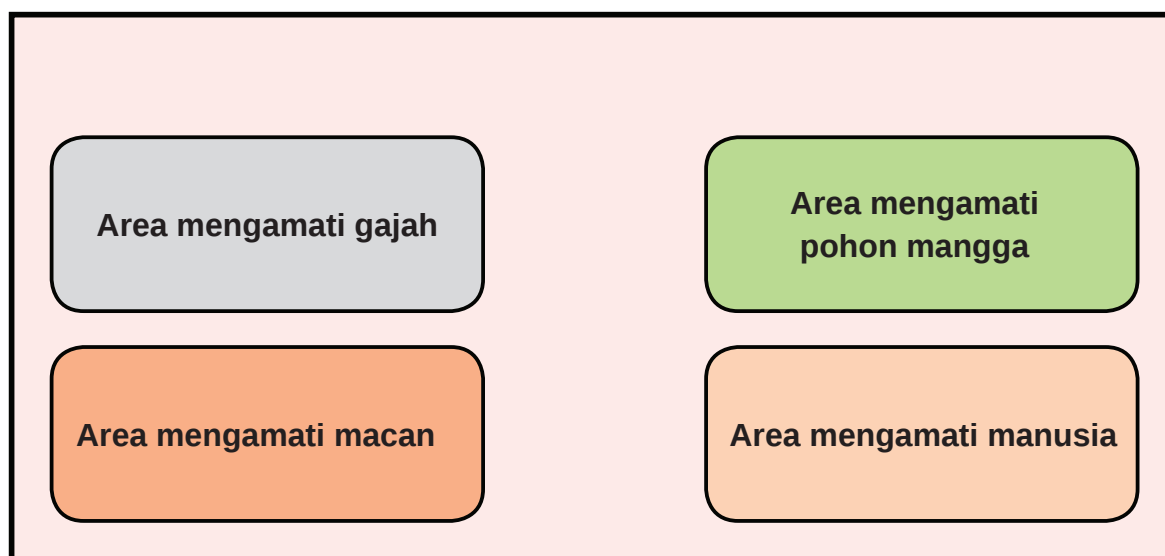 Area mengamati gajah
Area mengamati
pohon mangga
Area mengamati macan
Area mengamati manusia